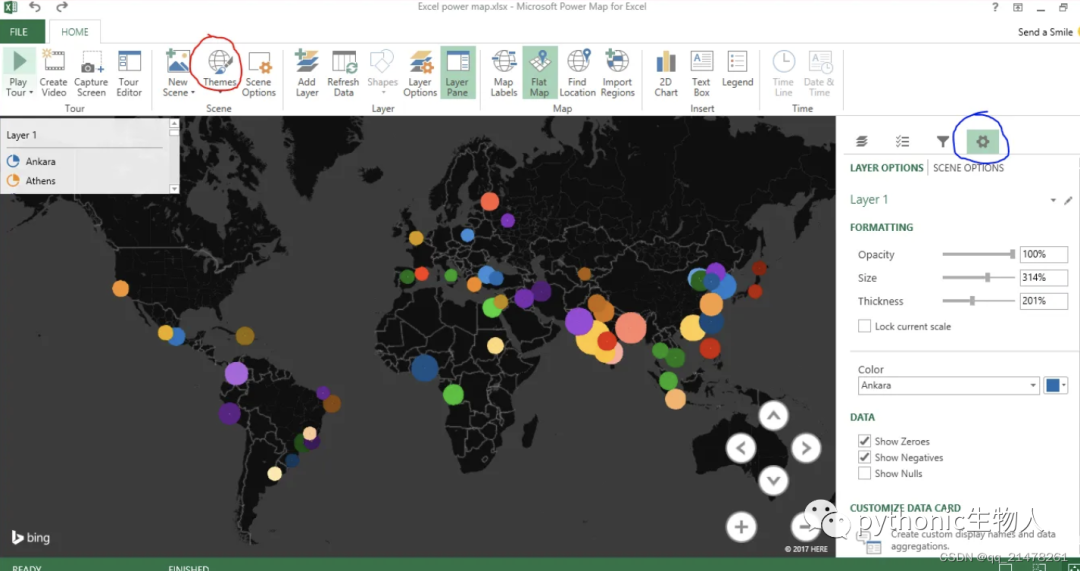 Excel power map.xlsx - Microsoft Power Map for Excel
FILE
HOME
Send a Smile
Play Tour
Create Video
Capture Screen
Tour Editor
New Scene
Themes
Scene Options
Add Layer
Refresh Data
Shapes
Layer Options
Layer Pane
Map Labels
Flat Map
Find Location
Import Regions
2D Chart
Text Box
Legend
Time Line
Date & Time
Tour
Scene
Layer
Map
Insert
Time
Layer 1
Ankara
Athens
LAYER OPTIONS
SCENE OPTIONS
Layer 1
FORMATTING
Opacity 100%
Size 314%
Thickness 201%
Lock current scale
Color
Ankara
DATA
Show Zeroes
Show Negatives
Show Nulls
CUSTOMIZE DATA CARD
Create custom display names and data
aggregations.
pythonic生物人
bing
© 2017 HERE
CSDN @qq_21478261
READY
FINISHED